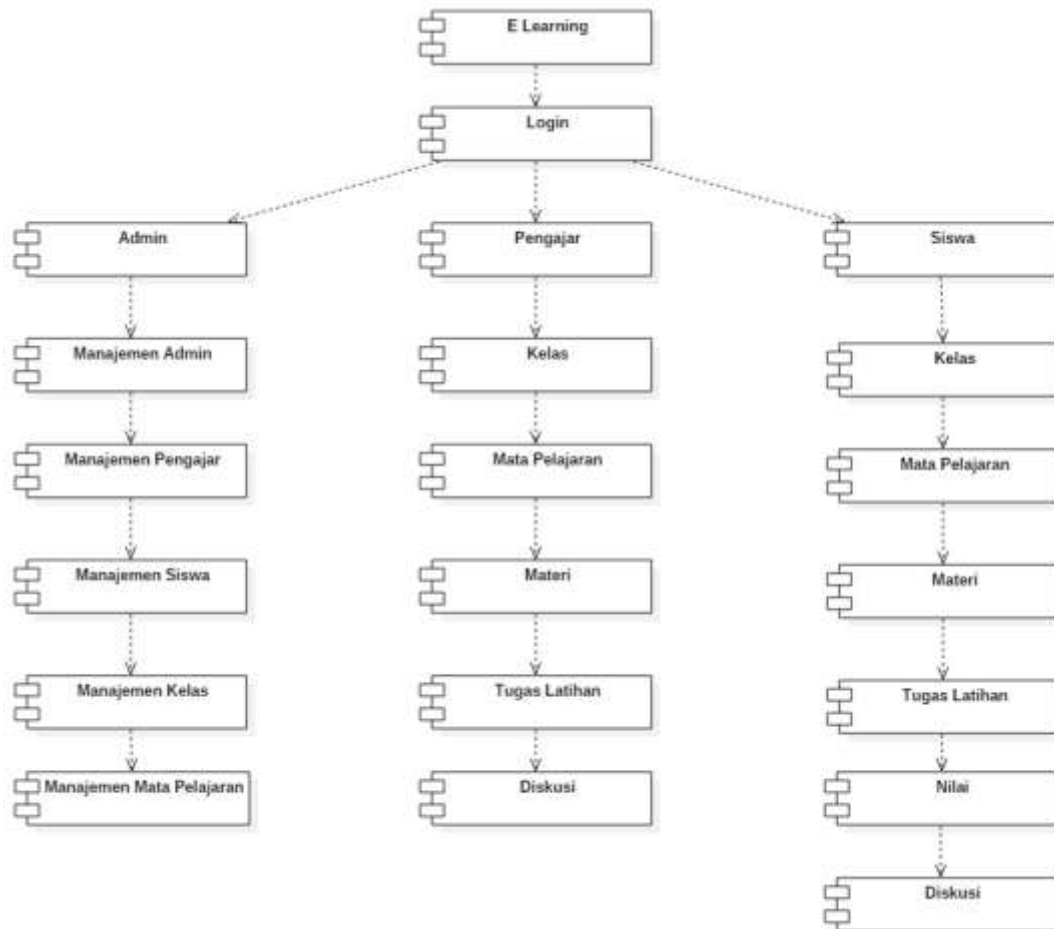 E Learning
Login
Admin
Pengajar
Siswa
Manajemen Admin
Kelas
Kelas
Manajemen Pengajar
Mata Pelajaran
Mata Pelajaran
Manajemen Siswa
Materi
Materi
Manajemen Kelas
Tugas Latihan
Tugas Latihan
Manajemen Mata Pelajaran
Diskusi
Nilai
Diskusi